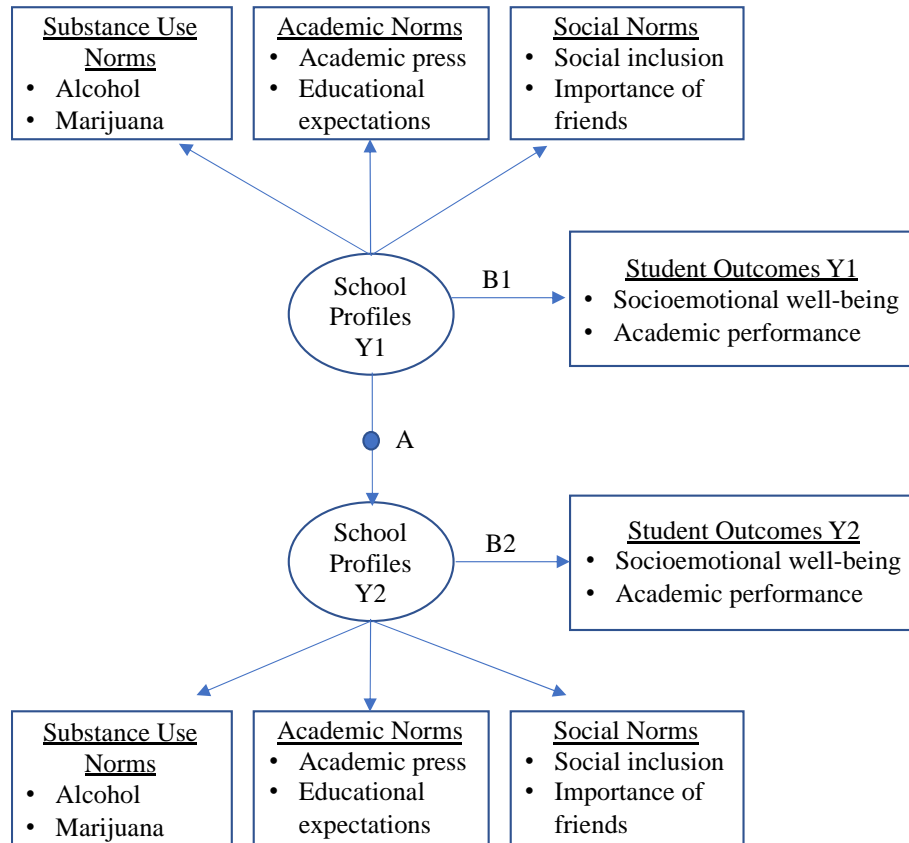 Substance Use
Norms
• Alcohol
• Marijuana
Academic Norms
• Academic press
• Educational
expectations
Social Norms
• Social inclusion
• Importance of
friends
School
Profiles
Y1
B1
Student Outcomes Y1
• Socioemotional well-being
• Academic performance
A
School
Profiles
Y2
B2
Student Outcomes Y2
• Socioemotional well-being
• Academic performance
Substance Use
Norms
• Alcohol
• Marijuana
Academic Norms
• Academic press
• Educational
expectations
Social Norms
• Social inclusion
• Importance of
friends